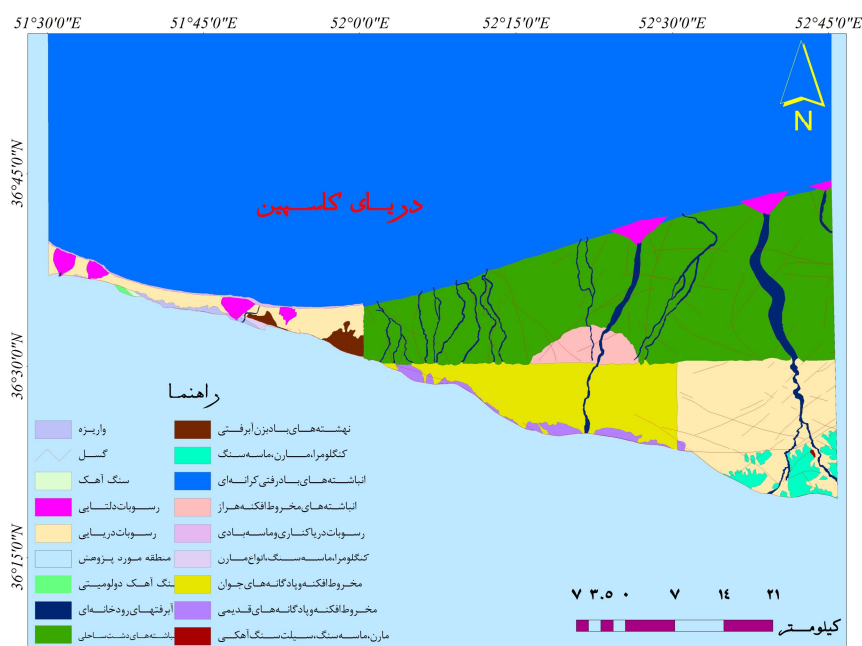 51°30'0"E 51°45'0"E 52°0'0"E 52°15'0"E 52°30'0"E 52°45'0"E
N
36°45'0"N
دریای کاسپین
36°30'0"N
راهنما
نهشته‌های بادبزن آبرفتی
واریزه
کنگلومرا، مارن، ماسه سنگ
گسل
انباشته‌های بادرفتی کرانه‌ای
سنگ آهک
انباشته‌های مخروط افکنه هراز
رسوبات دلتایی
رسوبات دریاکناری و ماسه بادی
رسوبات دریایی
کنگلومرا، ماسه سنگ، انواع مارن
منطقه مورد پژوهش
36°15'0"N
مخروط افکنه و پادگانه‌های جوان
نگ آهک دولومیتی
مخروط افکنه و پادگانه‌های قدیمی
آبرفتهای رودخانه‌ای
مارن، ماسه سنگ، سیلت سنگ آهکی
نباشته‌های دشت ساحلی
۷ ۳.۵ ۰ ۷ ۱۴ ۲۱
کیلومتر